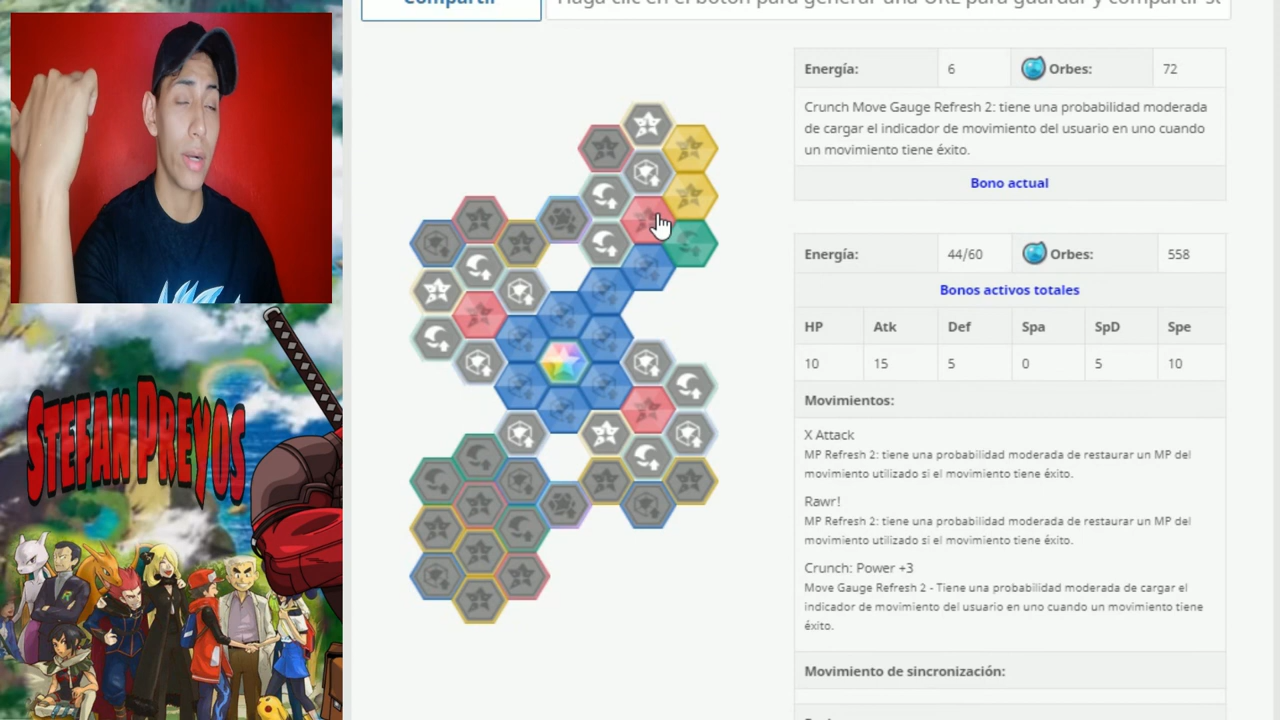 Compartir
Haga clic en el botón para generar una URL para guardar y compartir
Energía: 6 Orbes: 72
Crunch Move Gauge Refresh 2: tiene una probabilidad moderada
de cargar el indicador de movimiento del usuario en uno cuando
un movimiento tiene éxito.
Bono actual
Energía: 44/60 Orbes: 558
Bonos activos totales
HP Atk Def Spa SpD Spe
10 15 5 0 5 10
Movimientos:
X Attack
MP Refresh 2: tiene una probabilidad moderada de restaurar un MP del
movimiento utilizado si el movimiento tiene éxito.
Rawr!
MP Refresh 2: tiene una probabilidad moderada de restaurar un MP del
movimiento utilizado si el movimiento tiene éxito.
Crunch: Power +3
Move Gauge Refresh 2 - Tiene una probabilidad moderada de cargar el
indicador de movimiento del usuario en uno cuando un movimiento tiene
éxito.
Movimiento de sincronización:
STEFAN PREYOS